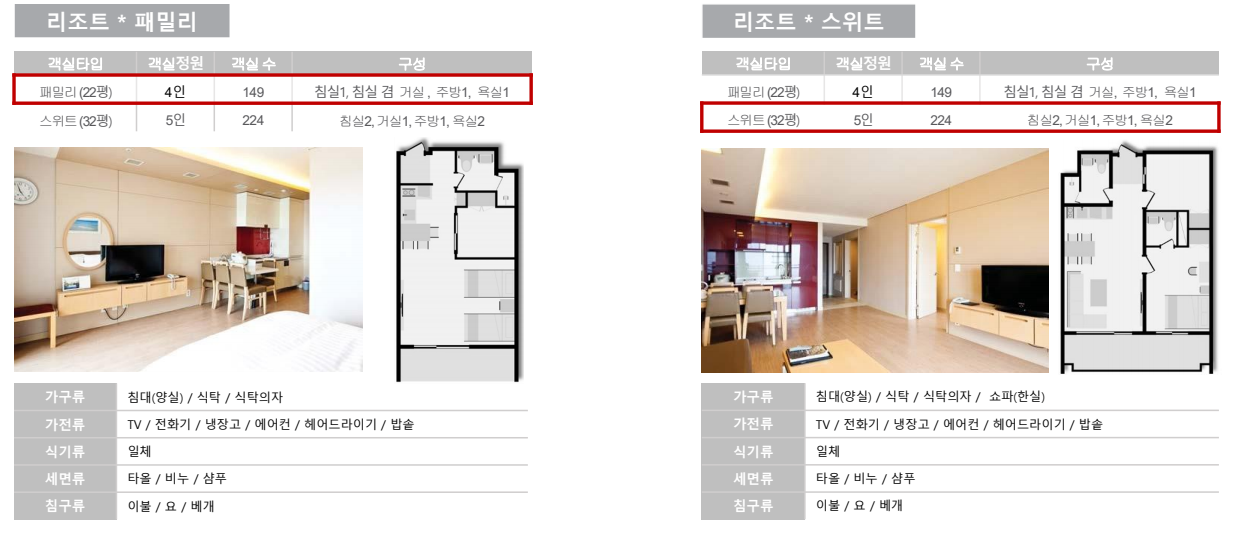 리조트 * 패밀리
객실타입 객실정원 객실 수 구성
패밀리 (22평) 4인 149 침실1, 침실 겸 거실 , 주방1, 욕실1
스위트 (32평) 5인 224 침실2, 거실1, 주방1, 욕실2
가구류 침대(양실) / 식탁 / 식탁의자
가전류 TV / 전화기 / 냉장고 / 에어컨 / 헤어드라이기 / 밥솥
식기류 일체
세면류 타올 / 비누 / 샴푸
침구류 이불 / 요 / 베개
리조트 * 스위트
객실타입 객실정원 객실 수 구성
패밀리 (22평) 4인 149 침실1, 침실 겸 거실, 주방1, 욕실1
스위트 (32평) 5인 224 침실2, 거실1, 주방1, 욕실2
가구류 침대(양실) / 식탁 / 식탁의자 / 쇼파(한실)
가전류 TV / 전화기 / 냉장고 / 에어컨 / 헤어드라이기 / 밥솥
식기류 일체
세면류 타올 / 비누 / 샴푸
침구류 이불 / 요 / 베개